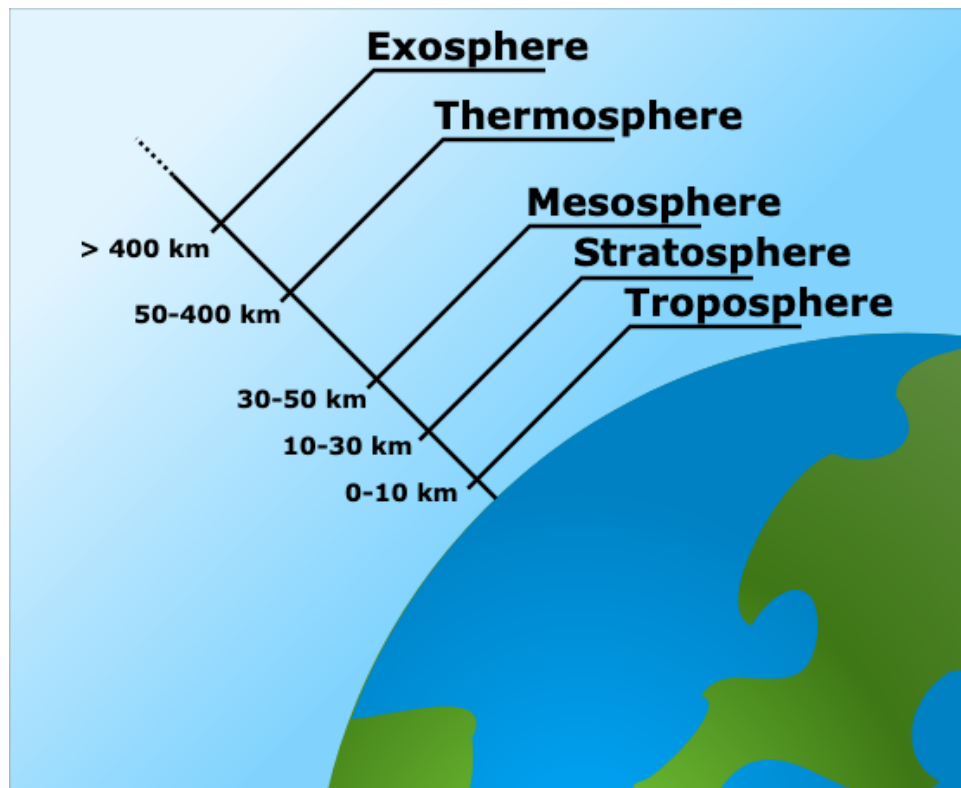 Exosphere
Thermosphere
Mesosphere
Stratosphere
Troposphere
> 400 km
50-400 km
30-50 km
10-30 km
0-10 km